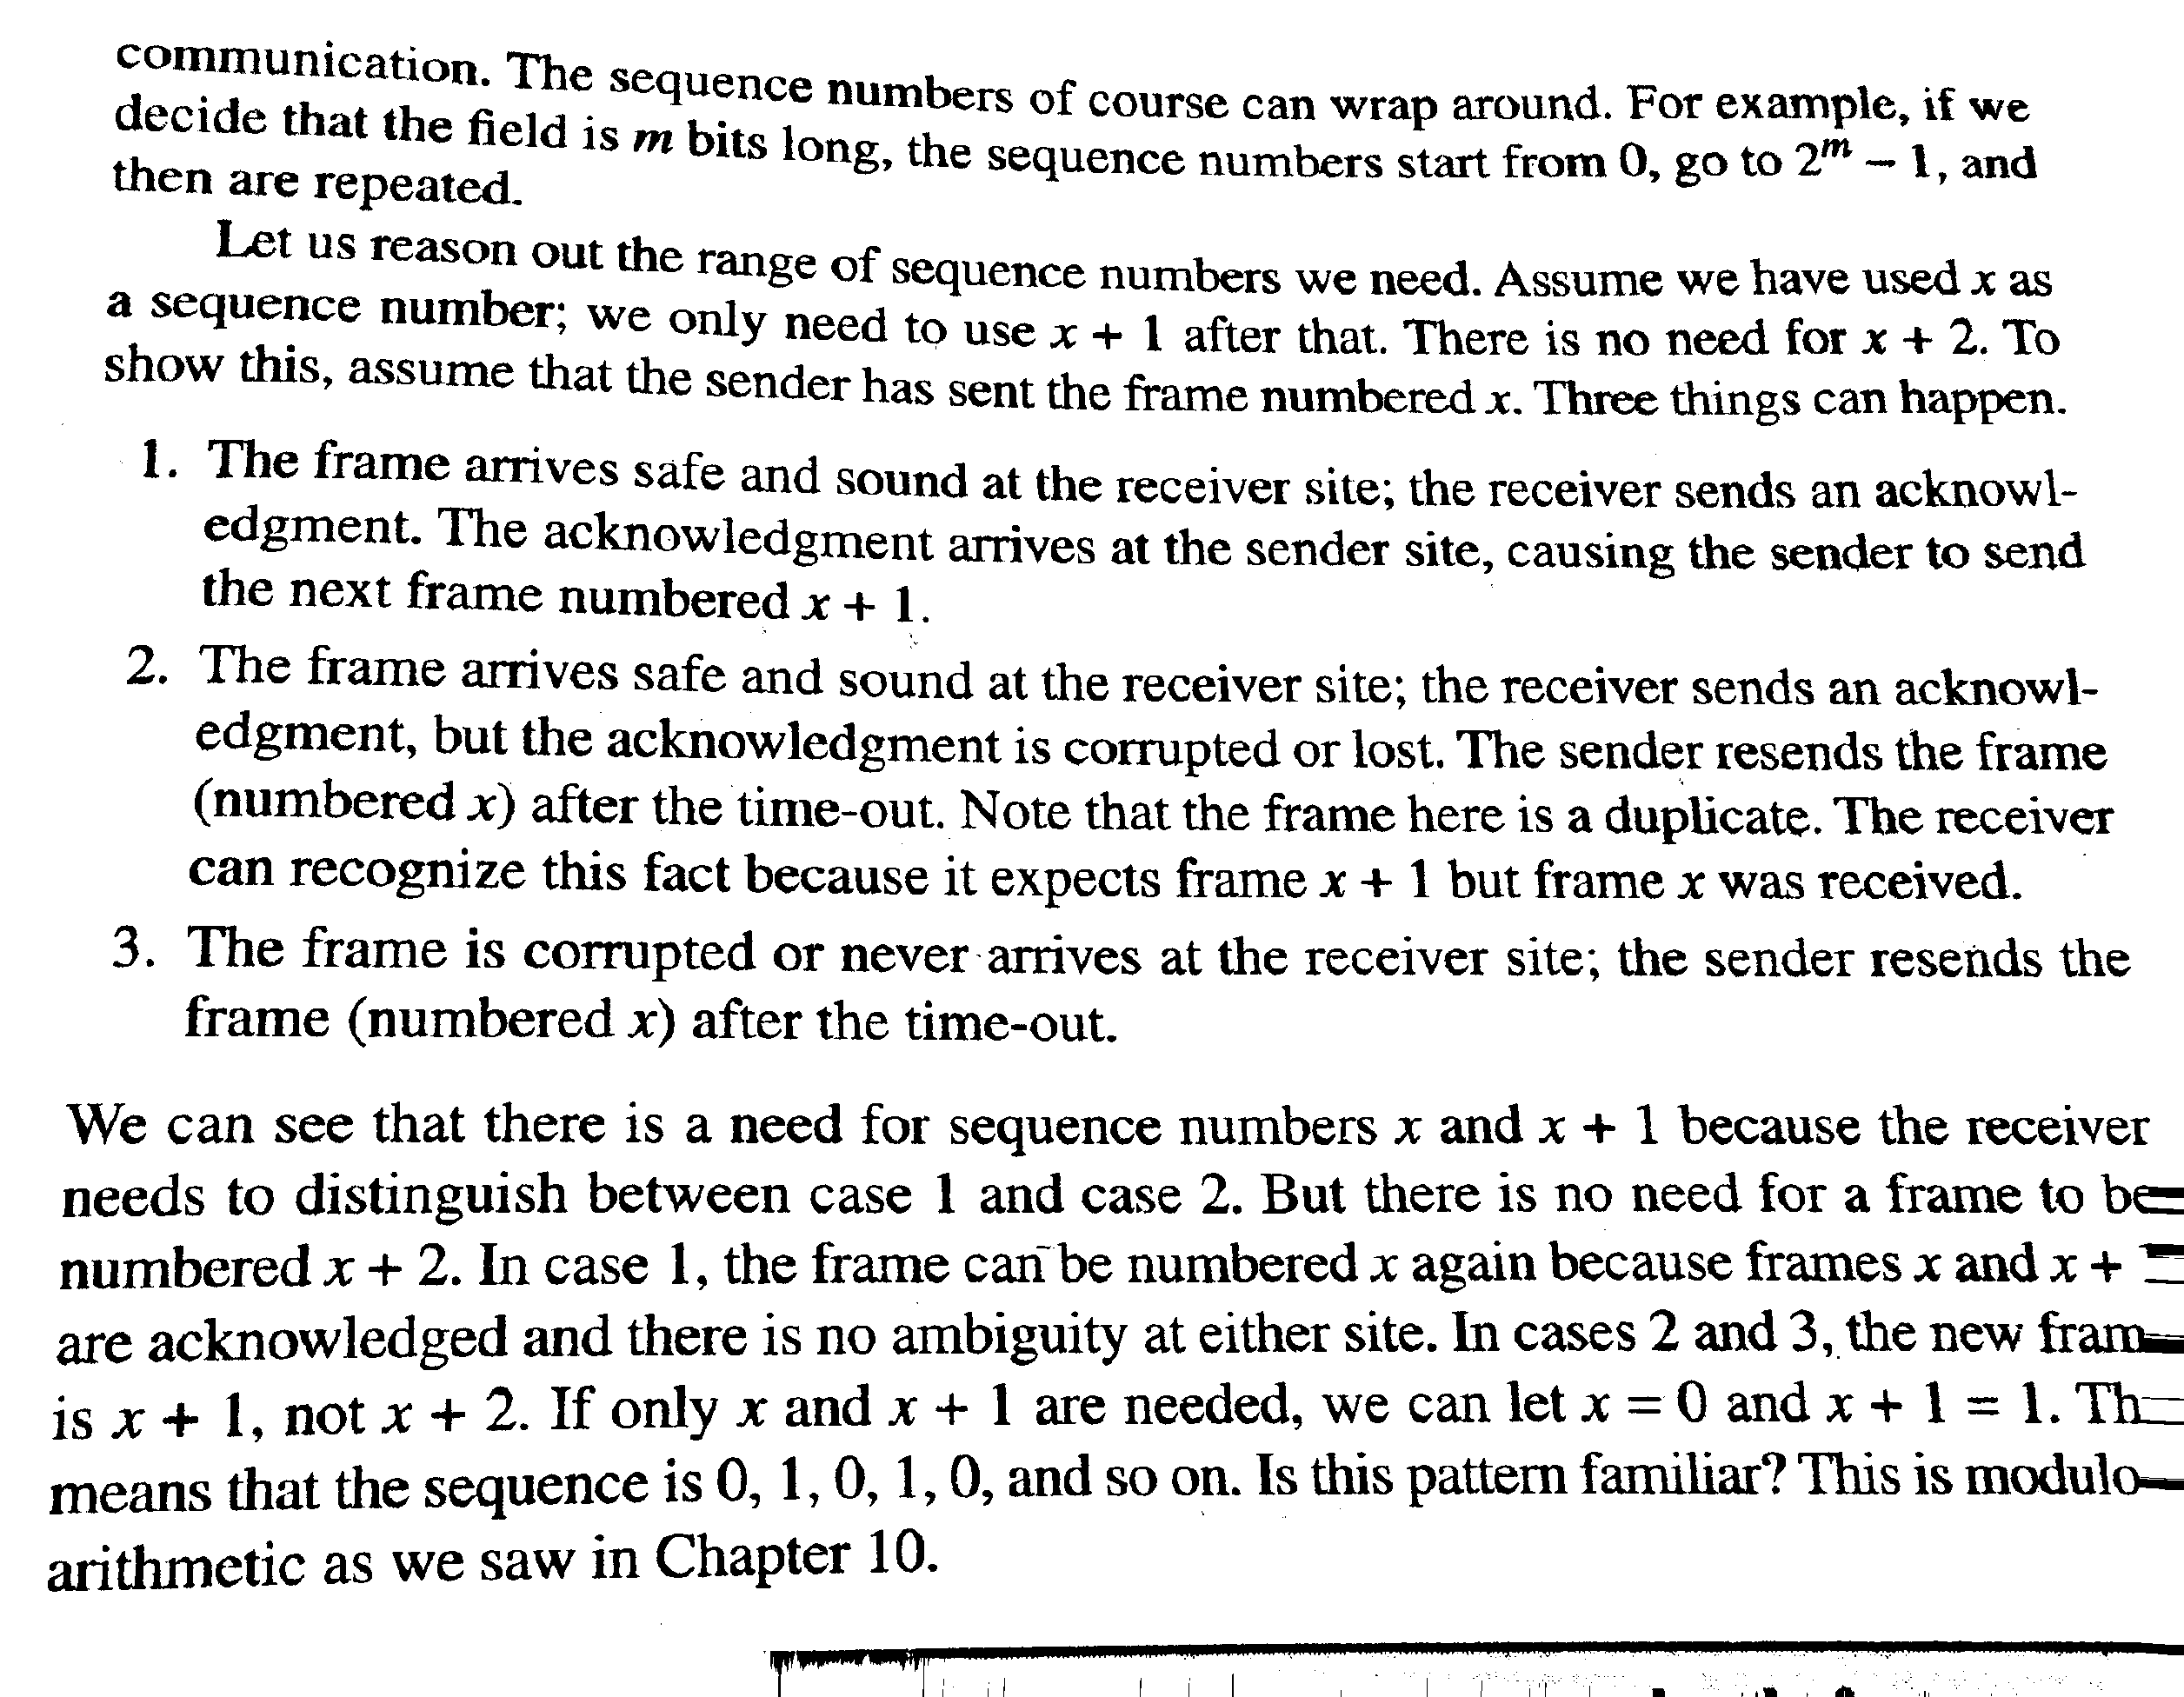 communication. The sequence numbers of course can wrap around. For example, if we
decide that the field is m bits long, the sequence numbers start from 0, go to 2^m – 1, and
then are repeated.
Let us reason out the range of sequence numbers we need. Assume we have used x as
a sequence number; we only need to use x + 1 after that. There is no need for x + 2. To
show this, assume that the sender has sent the frame numbered x. Three things can happen.
1. The frame arrives safe and sound at the receiver site; the receiver sends an acknowl-
edgment. The acknowledgment arrives at the sender site, causing the sender to send
the next frame numbered x + 1.
2. The frame arrives safe and sound at the receiver site; the receiver sends an acknowl-
edgment, but the acknowledgment is corrupted or lost. The sender resends the frame
(numbered x) after the time-out. Note that the frame here is a duplicate. The receiver
can recognize this fact because it expects frame x + 1 but frame x was received.
3. The frame is corrupted or never arrives at the receiver site; the sender resends the
frame (numbered x) after the time-out.
We can see that there is a need for sequence numbers x and x + 1 because the receiver
needs to distinguish between case 1 and case 2. But there is no need for a frame to be
numbered x + 2. In case 1, the frame can be numbered x again because frames x and x +
are acknowledged and there is no ambiguity at either site. In cases 2 and 3, the new fram
is x + 1, not x + 2. If only x and x + 1 are needed, we can let x = 0 and x + 1 = 1. Th
means that the sequence is 0, 1, 0, 1, 0, and so on. Is this pattern familiar? This is modulo
arithmetic as we saw in Chapter 10.